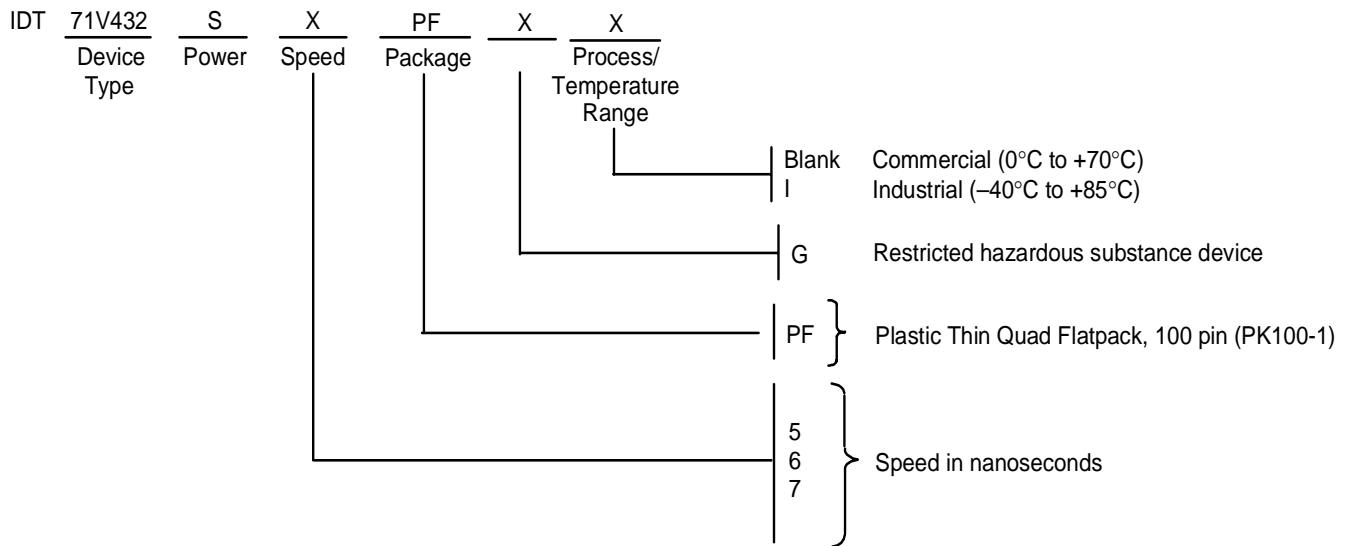 IDT 71V432 S X PF X X
Device Type
Power
Speed
Package
Process/
Temperature
Range
Blank Commercial (0°C to +70°C)
I Industrial (–40°C to +85°C)
G Restricted hazardous substance device
PF Plastic Thin Quad Flatpack, 100 pin (PK100-1)
5
6 Speed in nanoseconds
7